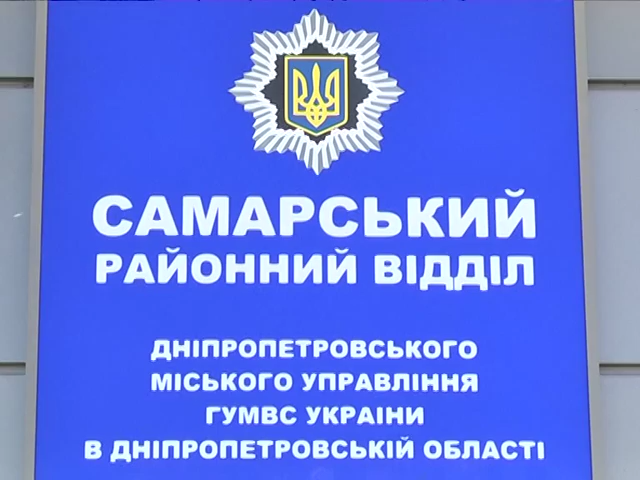 САМАРСЬКИЙ
РАЙОННИЙ ВІДДІЛ
ДНІПРОПЕТРОВСЬКОГО
МІСЬКОГО УПРАВЛІННЯ
ГУМВС УКРАЇНИ
В ДНІПРОПЕТРОВСЬКІЙ ОБЛАСТІ